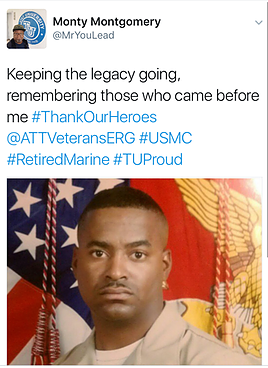 Monty Montgomery
@MrYouLead
Keeping the legacy going,
remembering those who came before
me #ThankOurHeroes
@ATTVeteransERG #USMC
#RetiredMarine #TUProud